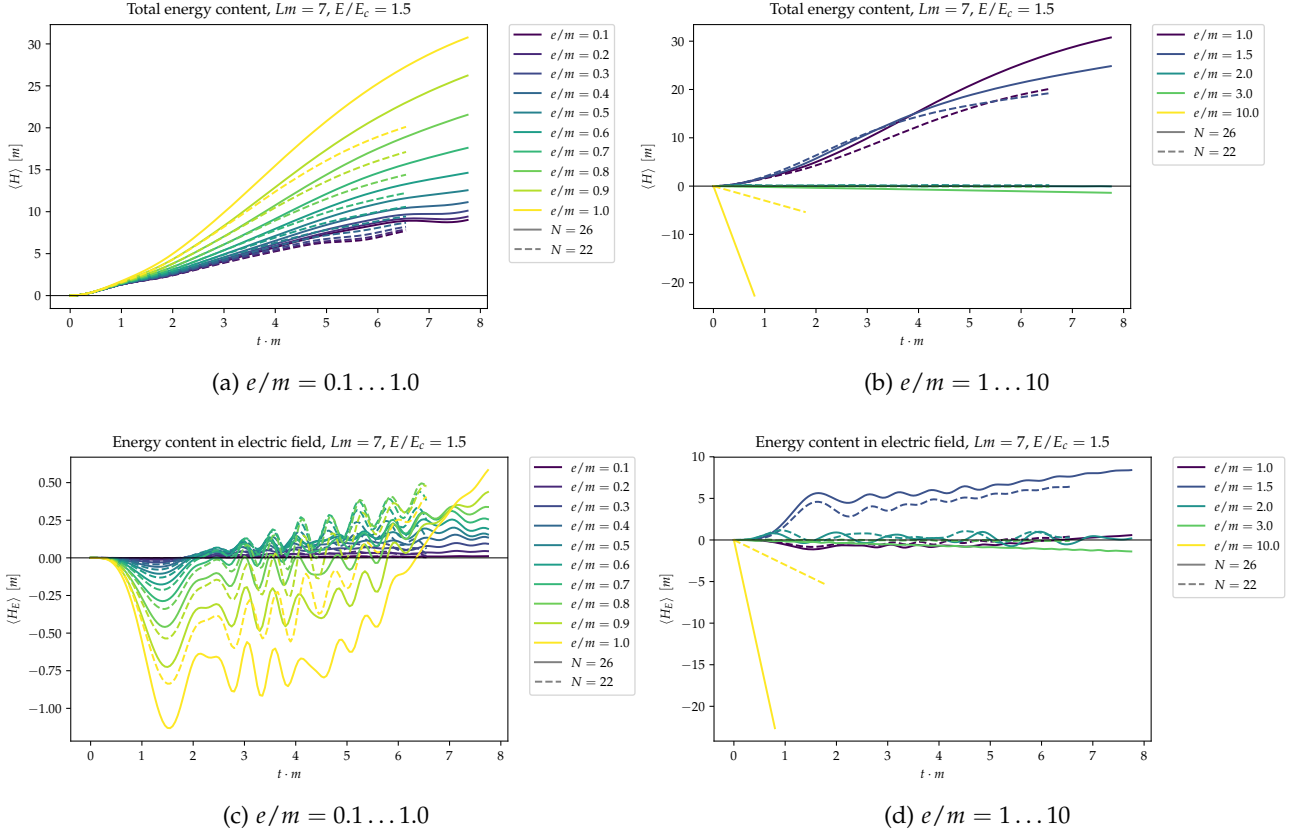 Total energy content, Lm = 7, E/E_c = 1.5
⟨H⟩ [m]
30
25
20
15
10
5
0
0 1 2 3 4 5 6 7 8
t · m
e/m = 0.1
e/m = 0.2
e/m = 0.3
e/m = 0.4
e/m = 0.5
e/m = 0.6
e/m = 0.7
e/m = 0.8
e/m = 0.9
e/m = 1.0
N = 26
N = 22
(a) e/m = 0.1 … 1.0
Total energy content, Lm = 7, E/E_c = 1.5
⟨H⟩ [m]
30
20
10
0
−10
−20
0 1 2 3 4 5 6 7 8
t · m
e/m = 1.0
e/m = 1.5
e/m = 2.0
e/m = 3.0
e/m = 10.0
N = 26
N = 22
(b) e/m = 1 … 10
Energy content in electric field, Lm = 7, E/E_c = 1.5
⟨H_E⟩ [m]
0.50
0.25
0.00
−0.25
−0.50
−0.75
−1.00
0 1 2 3 4 5 6 7 8
t · m
e/m = 0.1
e/m = 0.2
e/m = 0.3
e/m = 0.4
e/m = 0.5
e/m = 0.6
e/m = 0.7
e/m = 0.8
e/m = 0.9
e/m = 1.0
N = 26
N = 22
(c) e/m = 0.1 … 1.0
Energy content in electric field, Lm = 7, E/E_c = 1.5
⟨H_E⟩ [m]
10
5
0
−5
−10
−15
−20
0 1 2 3 4 5 6 7 8
t · m
e/m = 1.0
e/m = 1.5
e/m = 2.0
e/m = 3.0
e/m = 10.0
N = 26
N = 22
(d) e/m = 1 … 10